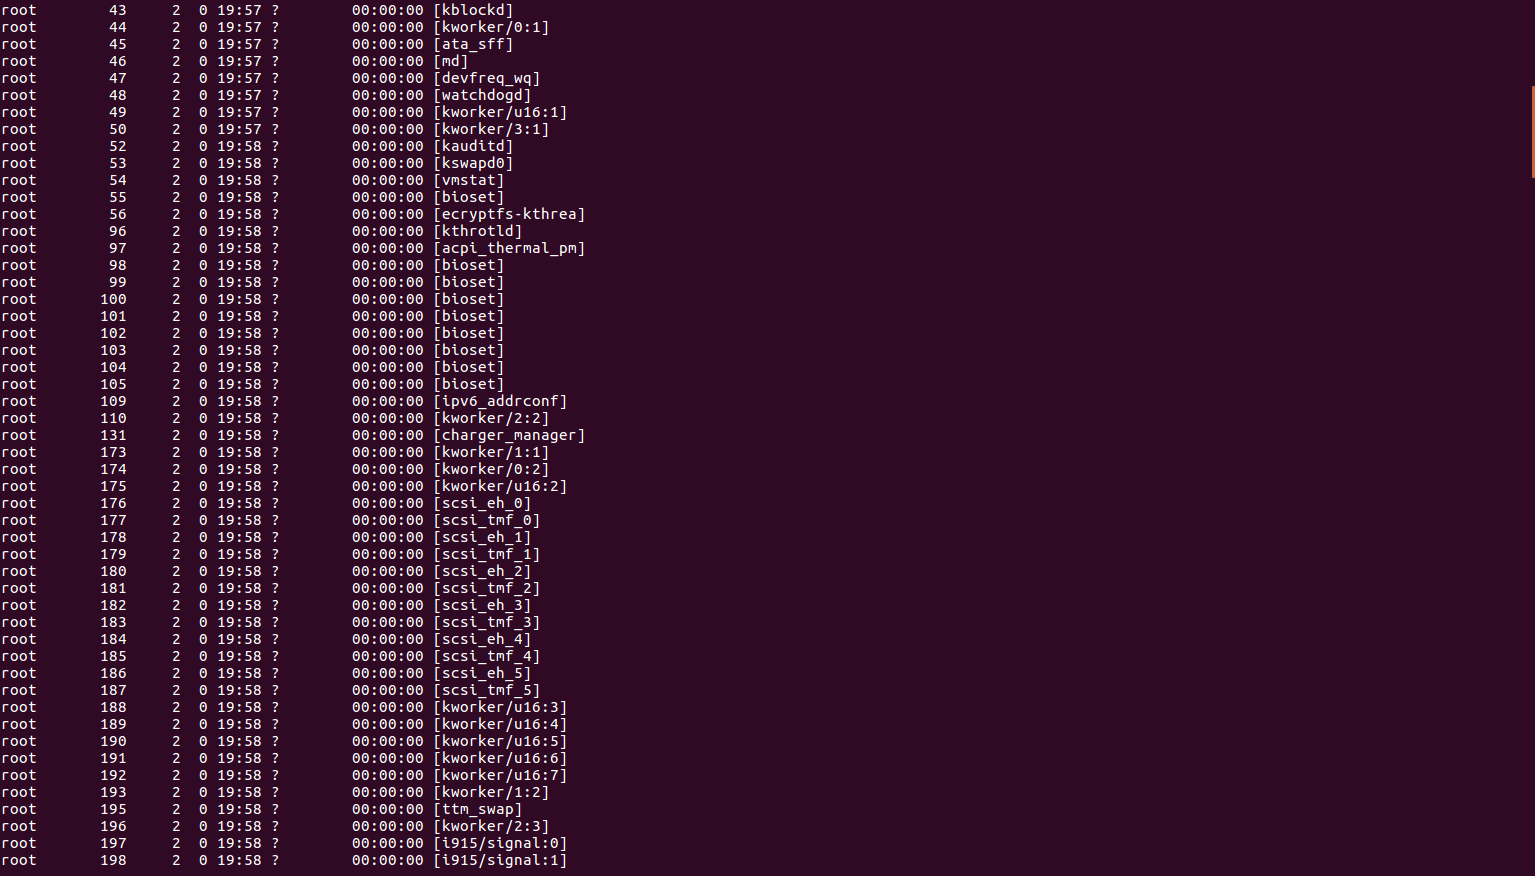 root        43     2  0 19:57 ?        00:00:00 [kblockd]
root        44     2  0 19:57 ?        00:00:00 [kworker/0:1]
root        45     2  0 19:57 ?        00:00:00 [ata_sff]
root        46     2  0 19:57 ?        00:00:00 [md]
root        47     2  0 19:57 ?        00:00:00 [devfreq_wq]
root        48     2  0 19:57 ?        00:00:00 [watchdogd]
root        49     2  0 19:57 ?        00:00:00 [kworker/u16:1]
root        50     2  0 19:57 ?        00:00:00 [kworker/3:1]
root        52     2  0 19:58 ?        00:00:00 [kauditd]
root        53     2  0 19:58 ?        00:00:00 [kswapd0]
root        54     2  0 19:58 ?        00:00:00 [vmstat]
root        55     2  0 19:58 ?        00:00:00 [bioset]
root        56     2  0 19:58 ?        00:00:00 [ecryptfs-kthrea]
root        96     2  0 19:58 ?        00:00:00 [kthrotld]
root        97     2  0 19:58 ?        00:00:00 [acpi_thermal_pm]
root        98     2  0 19:58 ?        00:00:00 [bioset]
root        99     2  0 19:58 ?        00:00:00 [bioset]
root       100     2  0 19:58 ?        00:00:00 [bioset]
root       101     2  0 19:58 ?        00:00:00 [bioset]
root       102     2  0 19:58 ?        00:00:00 [bioset]
root       103     2  0 19:58 ?        00:00:00 [bioset]
root       104     2  0 19:58 ?        00:00:00 [bioset]
root       105     2  0 19:58 ?        00:00:00 [bioset]
root       109     2  0 19:58 ?        00:00:00 [ipv6_addrconf]
root       110     2  0 19:58 ?        00:00:00 [kworker/2:2]
root       131     2  0 19:58 ?        00:00:00 [charger_manager]
root       173     2  0 19:58 ?        00:00:00 [kworker/1:1]
root       174     2  0 19:58 ?        00:00:00 [kworker/0:2]
root       175     2  0 19:58 ?        00:00:00 [kworker/u16:2]
root       176     2  0 19:58 ?        00:00:00 [scsi_eh_0]
root       177     2  0 19:58 ?        00:00:00 [scsi_tmf_0]
root       178     2  0 19:58 ?        00:00:00 [scsi_eh_1]
root       179     2  0 19:58 ?        00:00:00 [scsi_tmf_1]
root       180     2  0 19:58 ?        00:00:00 [scsi_eh_2]
root       181     2  0 19:58 ?        00:00:00 [scsi_tmf_2]
root       182     2  0 19:58 ?        00:00:00 [scsi_eh_3]
root       183     2  0 19:58 ?        00:00:00 [scsi_tmf_3]
root       184     2  0 19:58 ?        00:00:00 [scsi_eh_4]
root       185     2  0 19:58 ?        00:00:00 [scsi_tmf_4]
root       186     2  0 19:58 ?        00:00:00 [scsi_eh_5]
root       187     2  0 19:58 ?        00:00:00 [scsi_tmf_5]
root       188     2  0 19:58 ?        00:00:00 [kworker/u16:3]
root       189     2  0 19:58 ?        00:00:00 [kworker/u16:4]
root       190     2  0 19:58 ?        00:00:00 [kworker/u16:5]
root       191     2  0 19:58 ?        00:00:00 [kworker/u16:6]
root       192     2  0 19:58 ?        00:00:00 [kworker/u16:7]
root       193     2  0 19:58 ?        00:00:00 [kworker/1:2]
root       195     2  0 19:58 ?        00:00:00 [ttm_swap]
root       196     2  0 19:58 ?        00:00:00 [kworker/2:3]
root       197     2  0 19:58 ?        00:00:00 [i915/signal:0]
root       198     2  0 19:58 ?        00:00:00 [i915/signal:1]